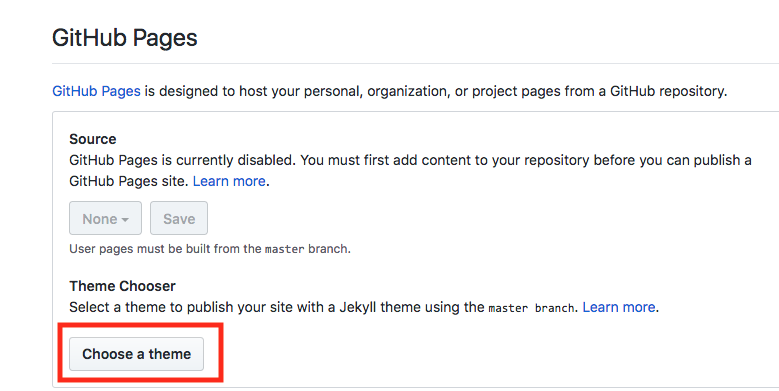 GitHub Pages
GitHub Pages is designed to host your personal, organization, or project pages from a GitHub repository.
Source
GitHub Pages is currently disabled. You must first add content to your repository before you can publish a
GitHub Pages site. Learn more.
None Save
User pages must be built from the master branch.
Theme Chooser
Select a theme to publish your site with a Jekyll theme using the master branch. Learn more.
Choose a theme